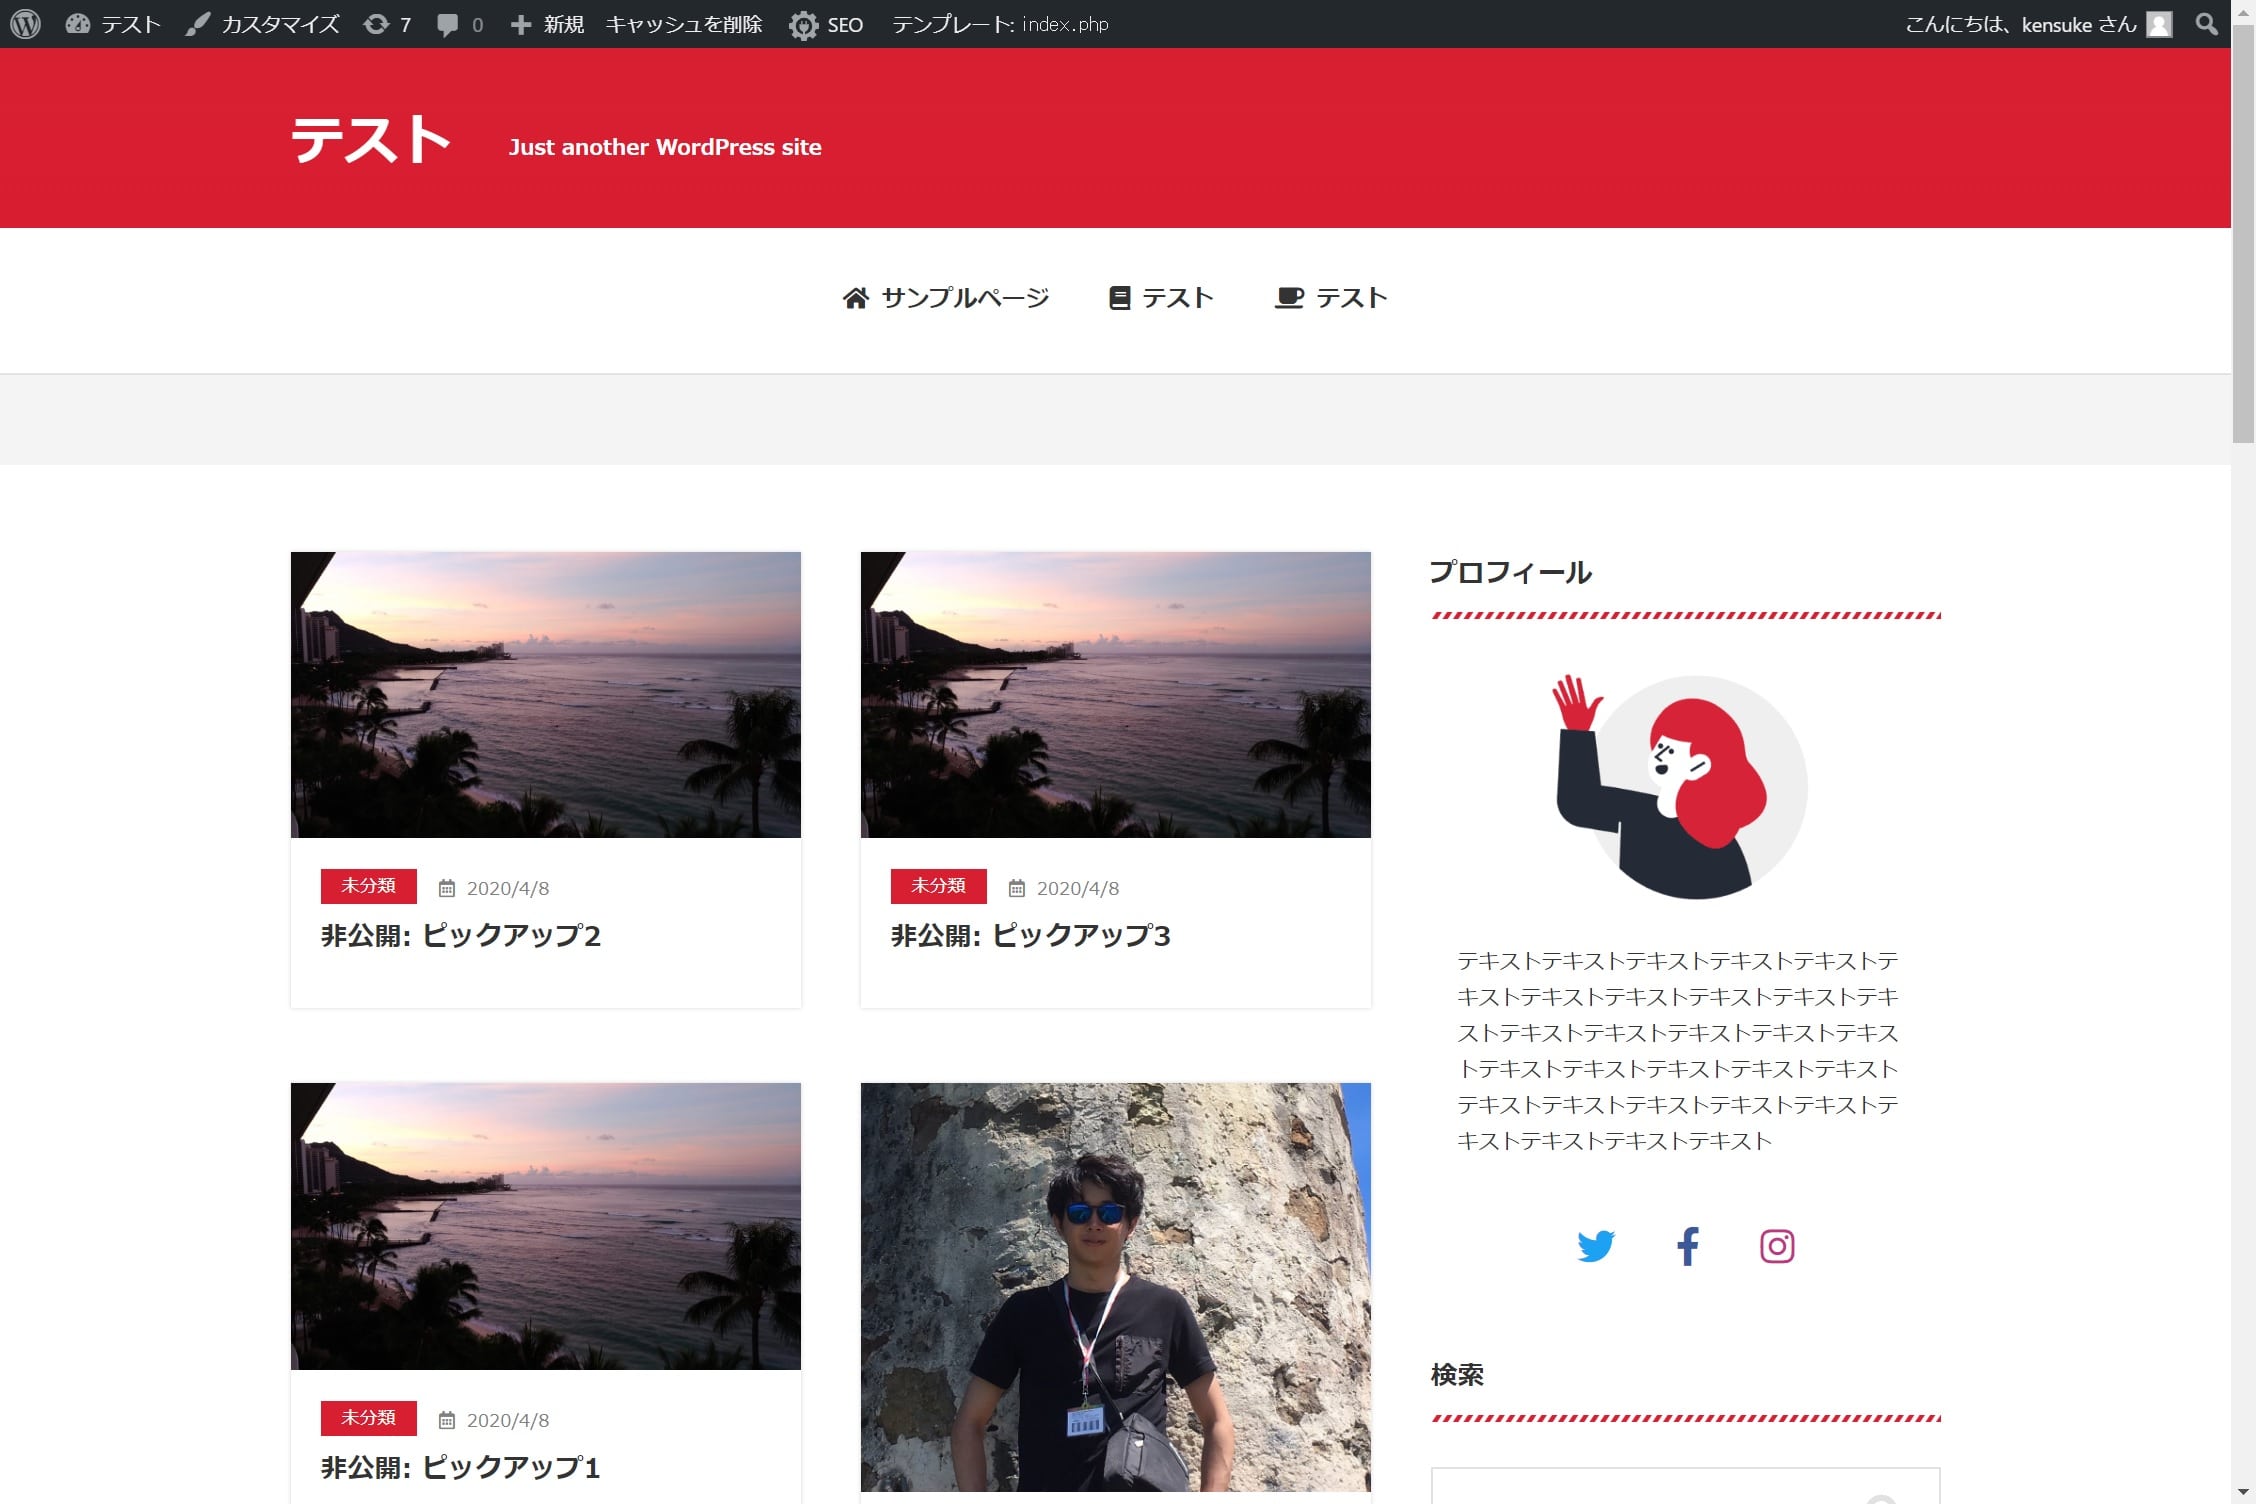 テスト カスタマイズ 7 0 新規 キャッシュを削除 SEO テンプレート: index.php こんにちは、kensuke さん
テスト Just another WordPress site
サンプルページ テスト テスト
未分類 2020/4/8
非公開: ピックアップ2
未分類 2020/4/8
非公開: ピックアップ3
未分類 2020/4/8
非公開: ピックアップ1
プロフィール
テキストテキストテキストテキストテキストテ
キストテキストテキストテキストテキストテキ
ストテキストテキストテキストテキストテキス
トテキストテキストテキストテキストテキスト
テキストテキストテキストテキストテキストテ
キストテキストテキストテキスト
検索